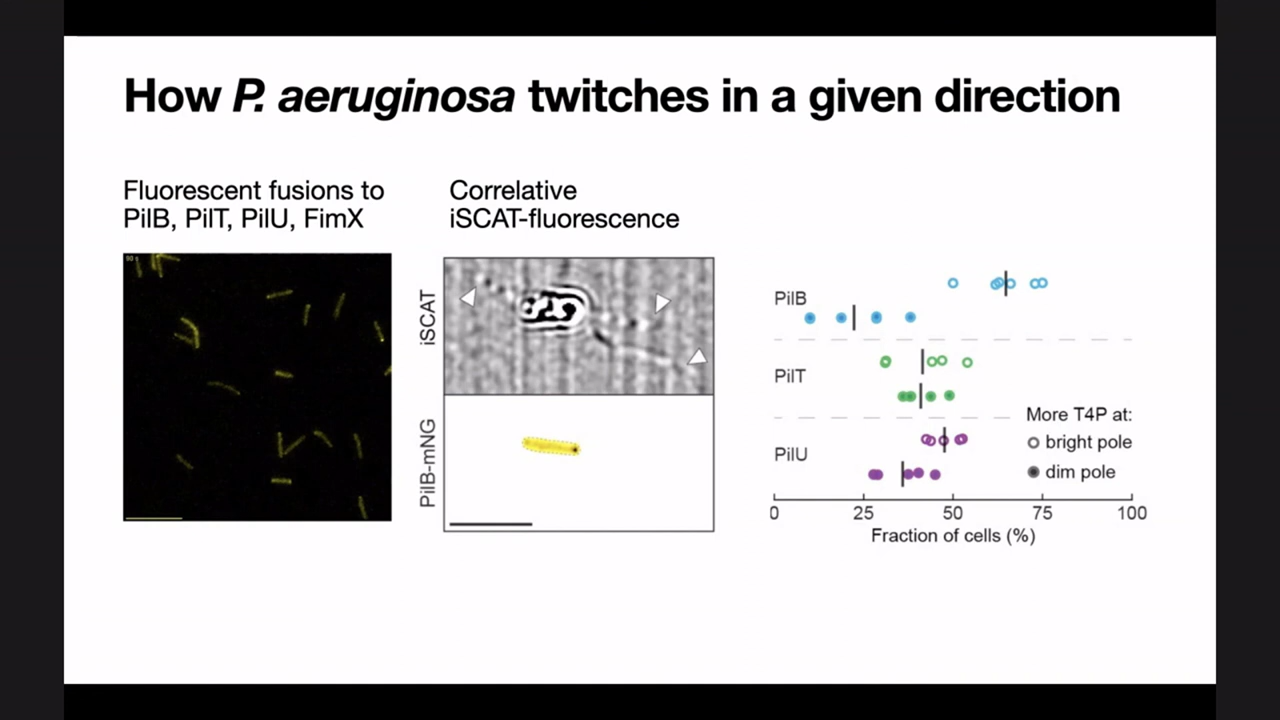 How P. aeruginosa twitches in a given direction
Fluorescent fusions to
PilB, PilT, PilU, FimX
Correlative
iSCAT-fluorescence
iSCAT
PilB-mNG
PilB
PilT
PilU
More T4P at:
bright pole
dim pole
0 25 50 75 100
Fraction of cells (%)